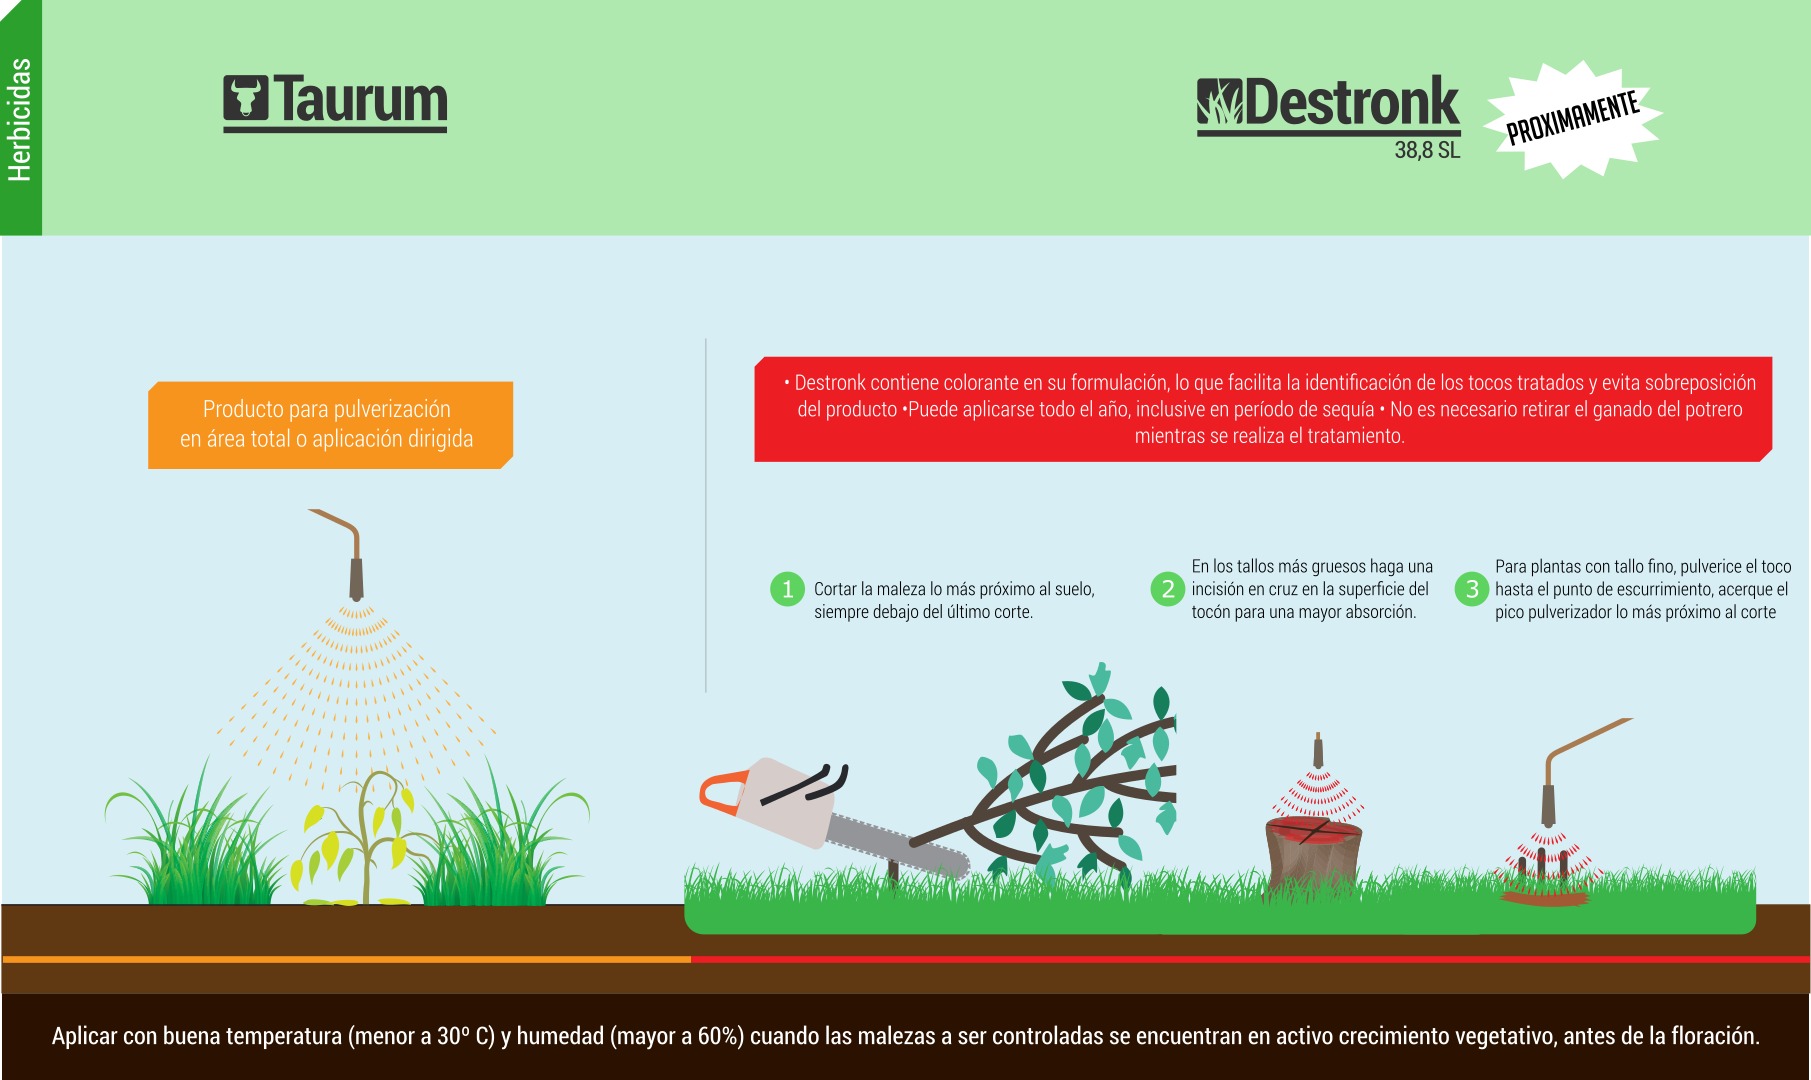 Herbicidas
Taurum
Destronk
38,8 SL
PROXIMAMENTE
Producto para pulverización
en área total o aplicación dirigida
• Destronk contiene colorante en su formulación, lo que facilita la identificación de los tocos tratados y evita sobreposición
del producto •Puede aplicarse todo el año, inclusive en período de sequía • No es necesario retirar el ganado del potrero
mientras se realiza el tratamiento.
1
Cortar la maleza lo más próximo al suelo,
siempre debajo del último corte.
2
En los tallos más gruesos haga una
incisión en cruz en la superficie del
tocón para una mayor absorción.
3
Para plantas con tallo fino, pulverice el toco
hasta el punto de escurrimiento, acerque el
pico pulverizador lo más próximo al corte
Aplicar con buena temperatura (menor a 30º C) y humedad (mayor a 60%) cuando las malezas a ser controladas se encuentran en activo crecimiento vegetativo, antes de la floración.